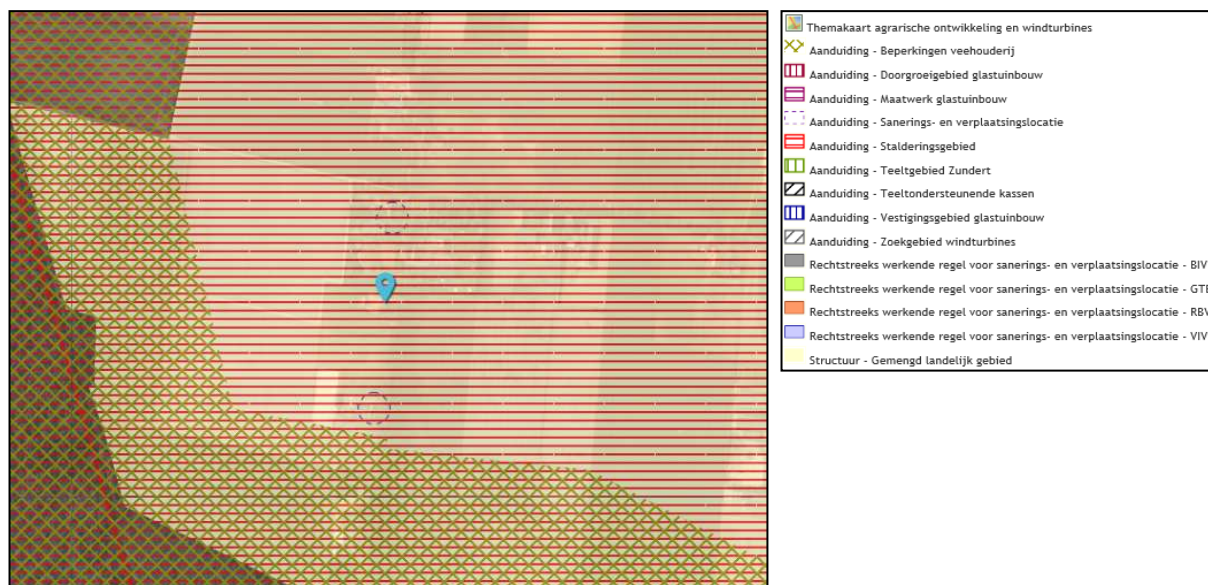 Themakaart agrarische ontwikkeling en windturbines
Aanduiding - Beperkingen veehouderij
Aanduiding - Doorgroeigebied glastuinbouw
Aanduiding - Maatwerk glastuinbouw
Aanduiding - Sanerings- en verplaatsingslocatie
Aanduiding - Stalderingsgebied
Aanduiding - Teeltgebied Zundert
Aanduiding - Teeltondersteunende kassen
Aanduiding - Vestigingsgebied glastuinbouw
Aanduiding - Zoekgebied windturbines
Rechtstreeks werkende regel voor sanerings- en verplaatsingslocatie - BIV
Rechtstreeks werkende regel voor sanerings- en verplaatsingslocatie - GTB
Rechtstreeks werkende regel voor sanerings- en verplaatsingslocatie - RBV
Rechtstreeks werkende regel voor sanerings- en verplaatsingslocatie - VIV
Structuur - Gemengd landelijk gebied